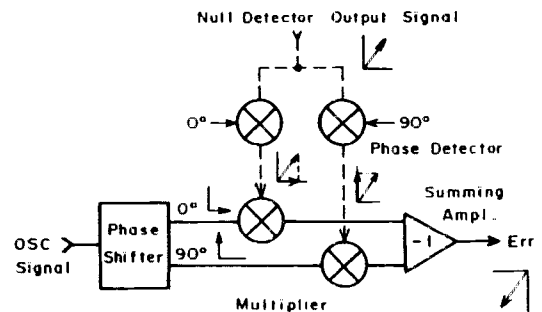 Null Detector Output Signal
0°
90°
Phase Detector
Summing
Ampl.
0°
Phase
Shifter
-1
OSC
Signal
90°
Err
Multiplier